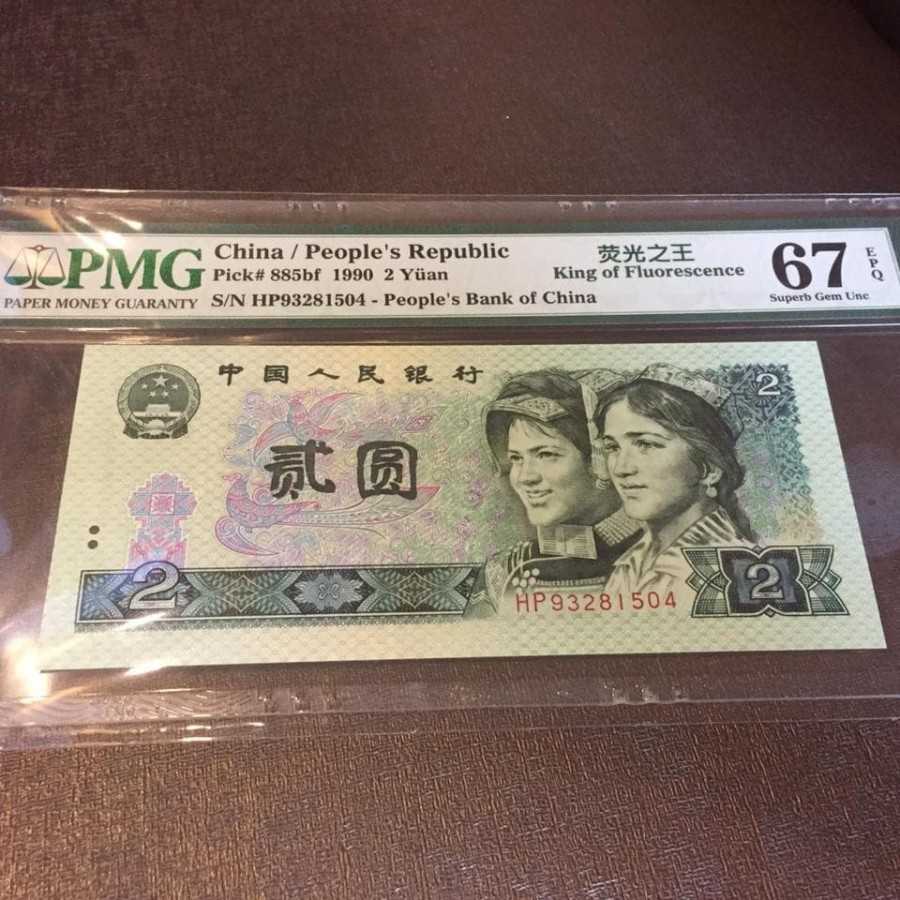 PMG
PAPER MONEY GUARANTY
China / People's Republic
Pick# 885bf 1990 2 Yüan
S/N HP93281504 - People's Bank of China
荧光之王
King of Fluorescence
67
EPQ
Superb Gem Unc
中国人民银行
2
贰圆
2
HP93281504
2